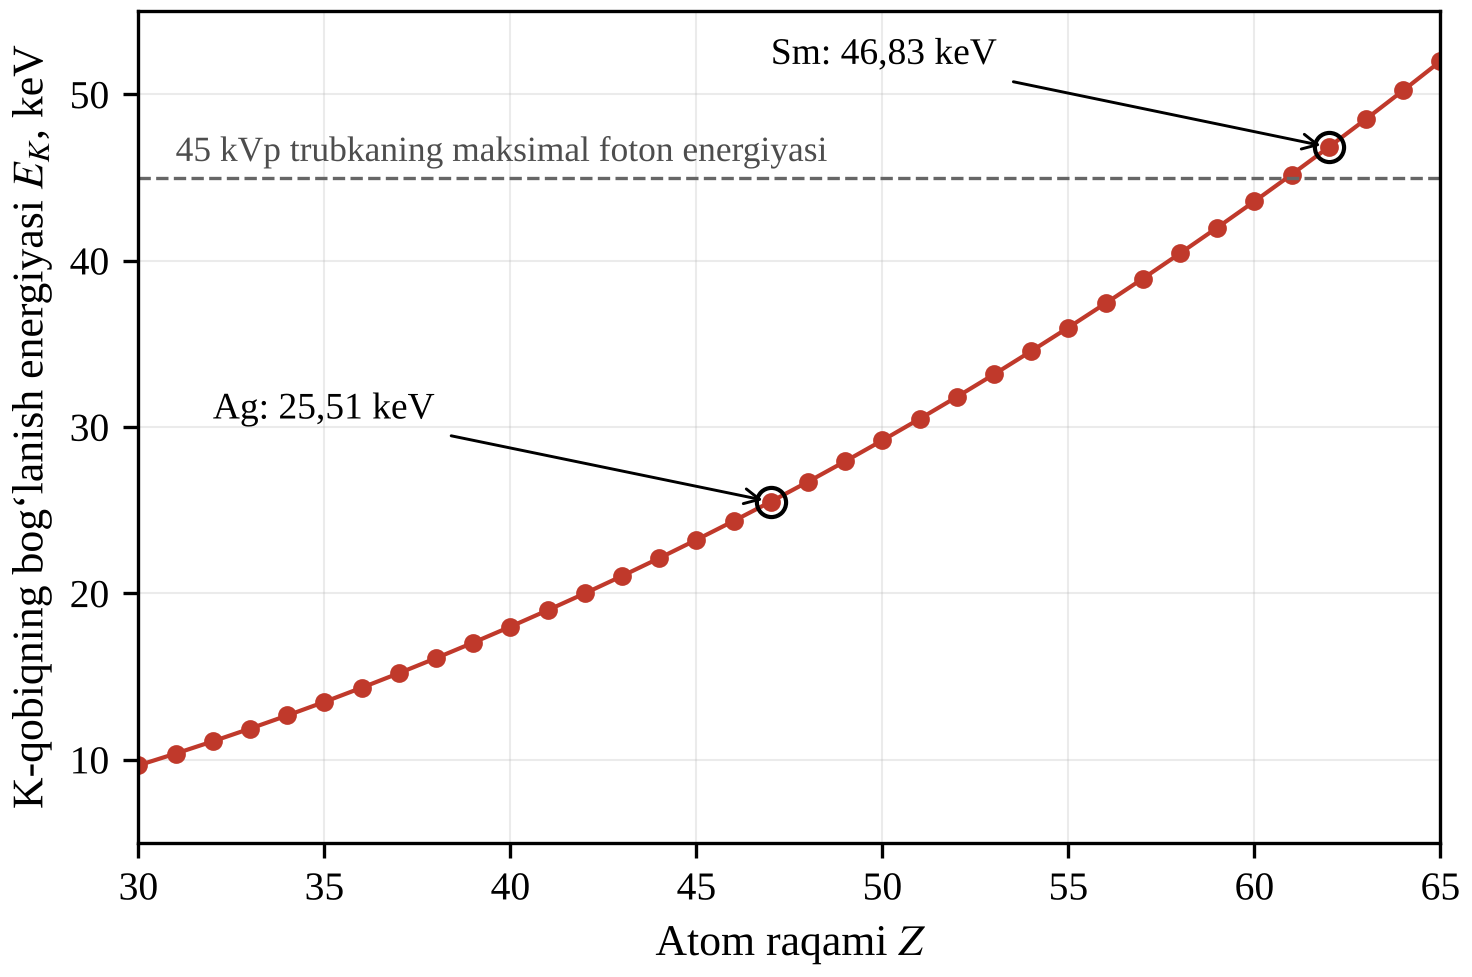 Sm: 46,83 keV
50
45 kVp trubkaning maksimal foton energiyasi
40
Ag: 25,51 keV
30
20
10
K-qobiqning bog‘lanish energiyasi E_K, keV
30 35 40 45 50 55 60 65
Atom raqami Z